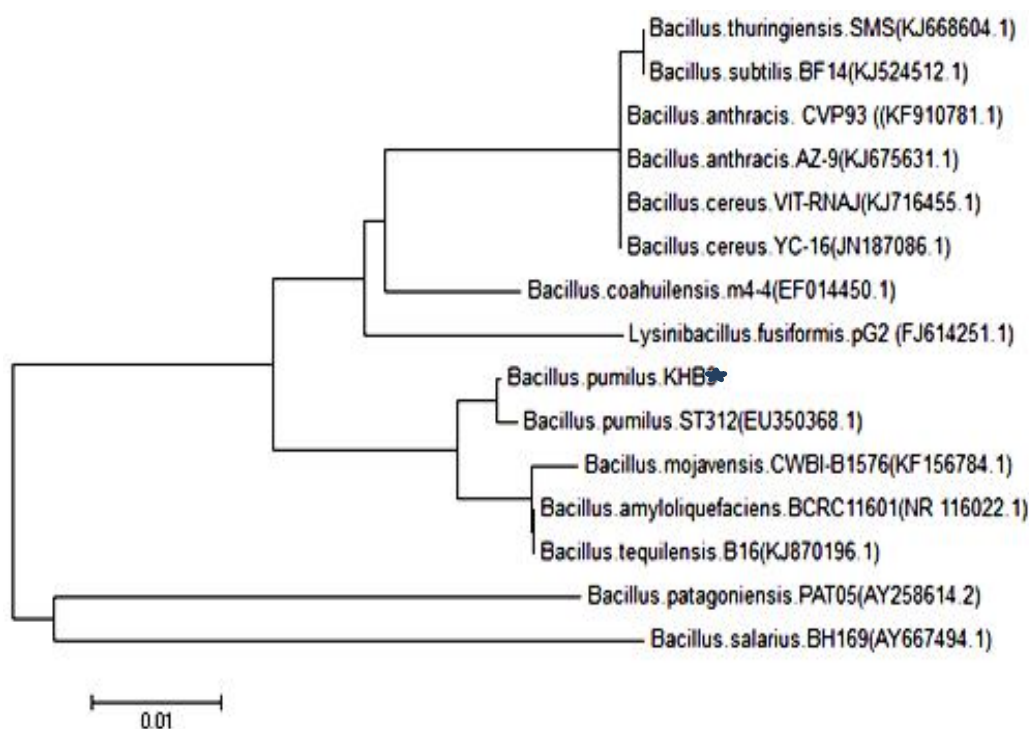 Bacillus.thuringiensis.SMS(KJ668604.1)
Bacillus.subtilis.BF14(KJ524512.1)
Bacillus.anthracis. CVP93 ((KF910781.1)
Bacillus.anthracis.AZ-9(KJ675631.1)
Bacillus.cereus.VIT-RNAJ(KJ716455.1)
Bacillus.cereus.YC-16(JN187086.1)
Bacillus.coahuilensis.m4-4(EF014450.1)
Lysinibacillus.fusiformis.pG2 (FJ614251.1)
Bacillus.pumilus.
Bacillus.pumilus.ST312(EU350368.1)
Bacillus.mojavensis.CWBI-B1576(KF156784.1)
Bacillus.amyloliquefaciens.BCRC11601(NR 116022.1)
Bacillus.tequilensis.B16(KJ870196.1)
Bacillus.patagoniensis.PAT05(AY258614.2)
Bacillus.salarius.BH169(AY667494.1)
0.01